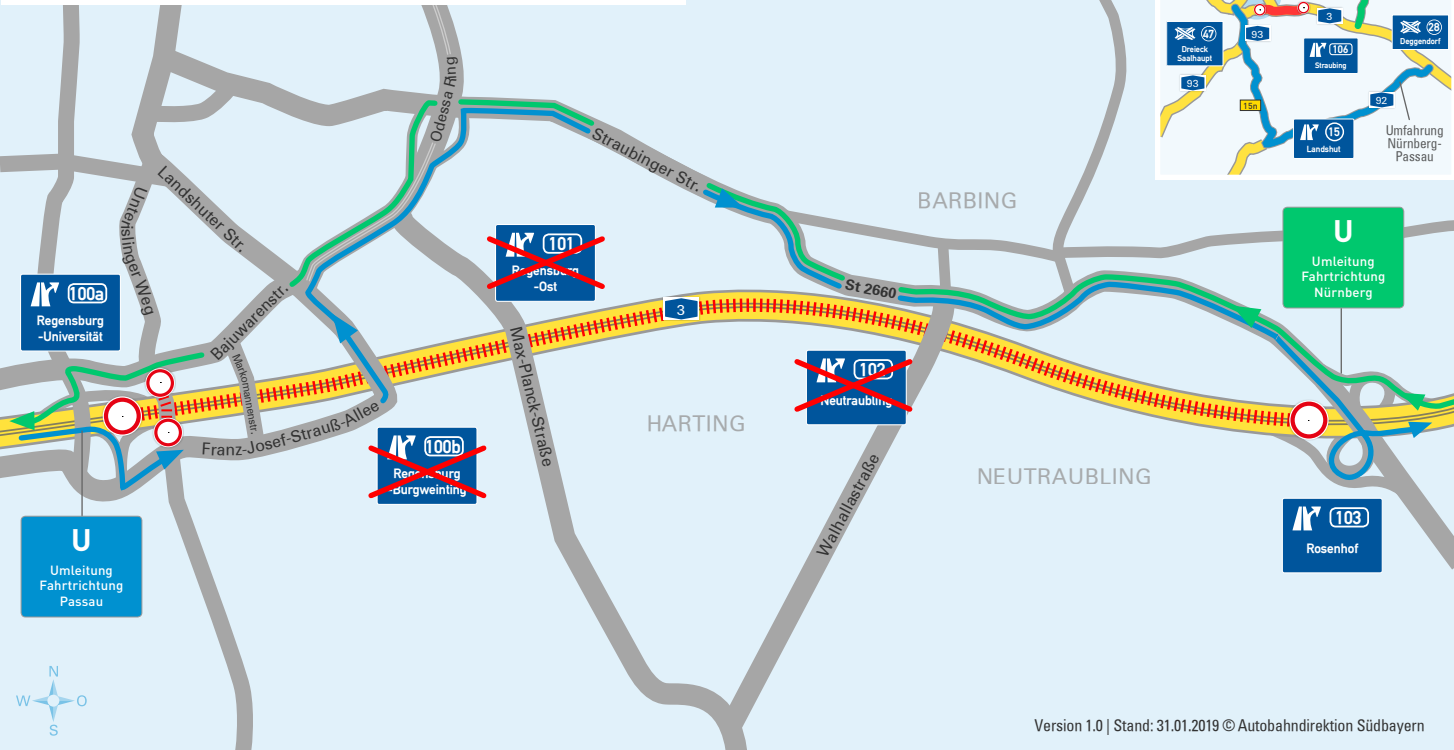 47
Dreieck
Saalhaupt
93
3
28
Deggendorf
106
Straubing
93
15n
92
15
Landshut
Umfahrung
Nürnberg-
Passau
Odessa Ring
Straubinger Str.
Landshuter Str.
Unterislinger Weg
BARBING
U
Umleitung
Fahrtrichtung
Nürnberg
101
Regensburg
-Ost
100a
Regensburg
-Universität
Bajuwarenstr.
St 2660
3
Max-Planck-Straße
Markomannenstr.
102
Neutraubling
Franz-Josef-Strauß-Allee
HARTING
100b
Regensburg
-Burgweinting
NEUTRAUBLING
Walhallastraße
103
Rosenhof
U
Umleitung
Fahrtrichtung
Passau
N
W
O
S
Version 1.0 | Stand: 31.01.2019 © Autobahndirektion Südbayern